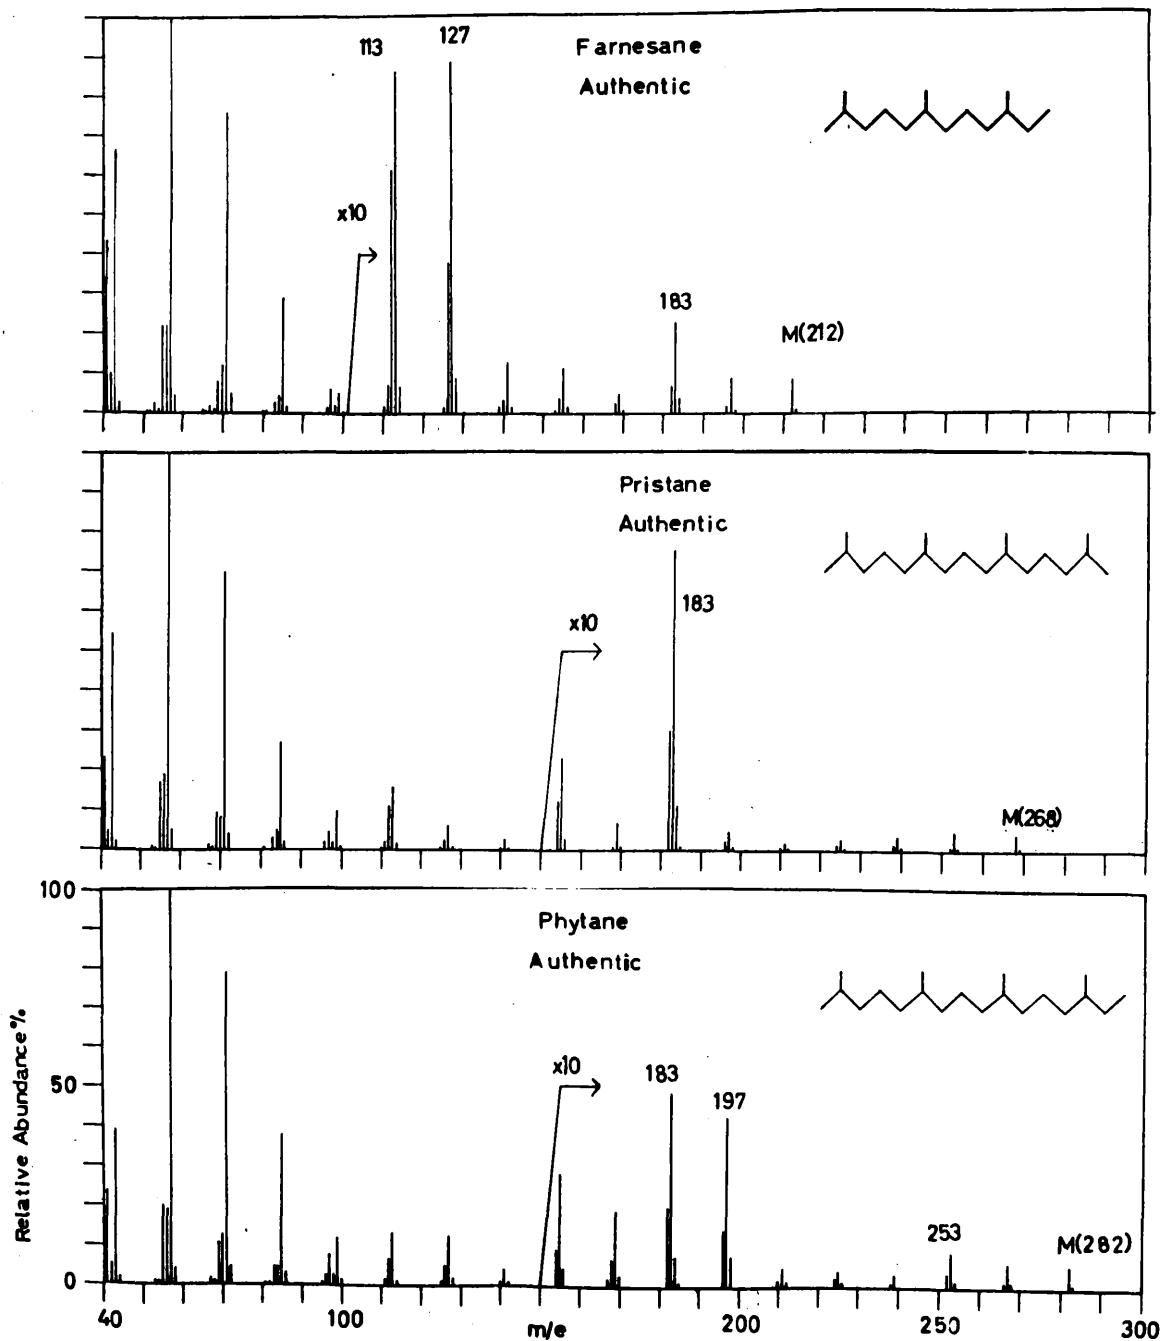 113
127
Farnesane
Authentic
x10
183
M(212)
Pristane
Authentic
x10
183
M(268)
Phytane
Authentic
x10
183
197
253
M(282)
Relative Abundance%
100
50
0
40
100
m/e
200
250
300